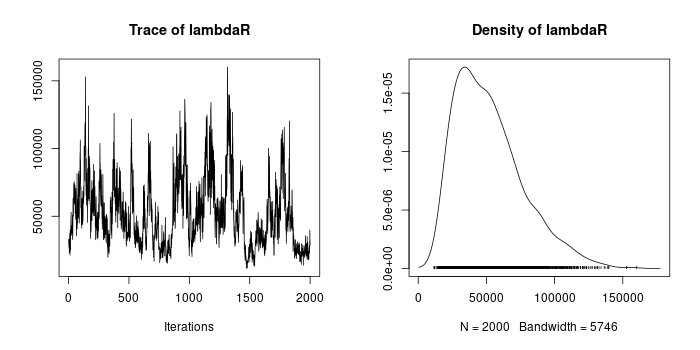 Trace of lambdaR
150000
100000
50000
0 500 1000 1500 2000
Iterations
Density of lambdaR
1.5e-05
1.0e-05
5.0e-06
0.0e+00
0 50000 100000 150000
N = 2000 Bandwidth = 5746